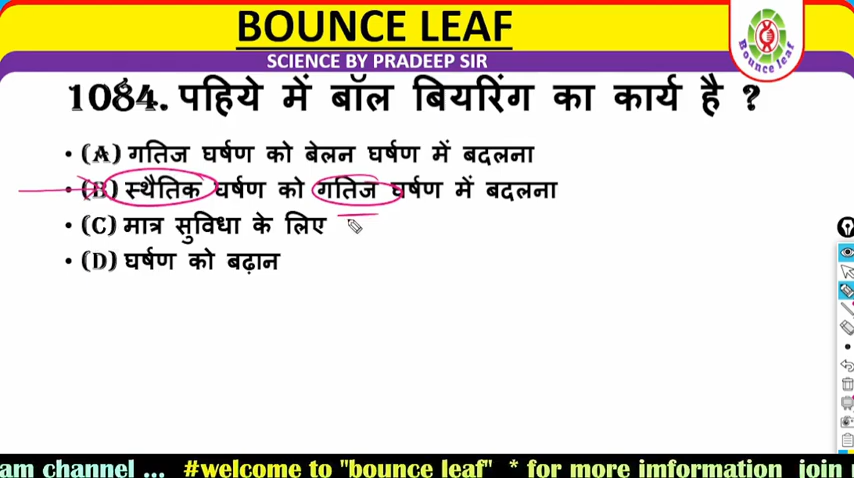 BOUNCE LEAF
SCIENCE BY PRADEEP SIR
Bounce leaf
1084. पहिये में बॉल बियरिंग का कार्य है ?
• (A) गतिज घर्षण को बेलन घर्षण में बदलना
• (B) स्थैतिक घर्षण को गतिज घर्षण में बदलना
• (C) मात्र सुविधा के लिए
• (D) घर्षण को बढ़ान
am channel ... #welcome to "bounce leaf" * for more imformation join